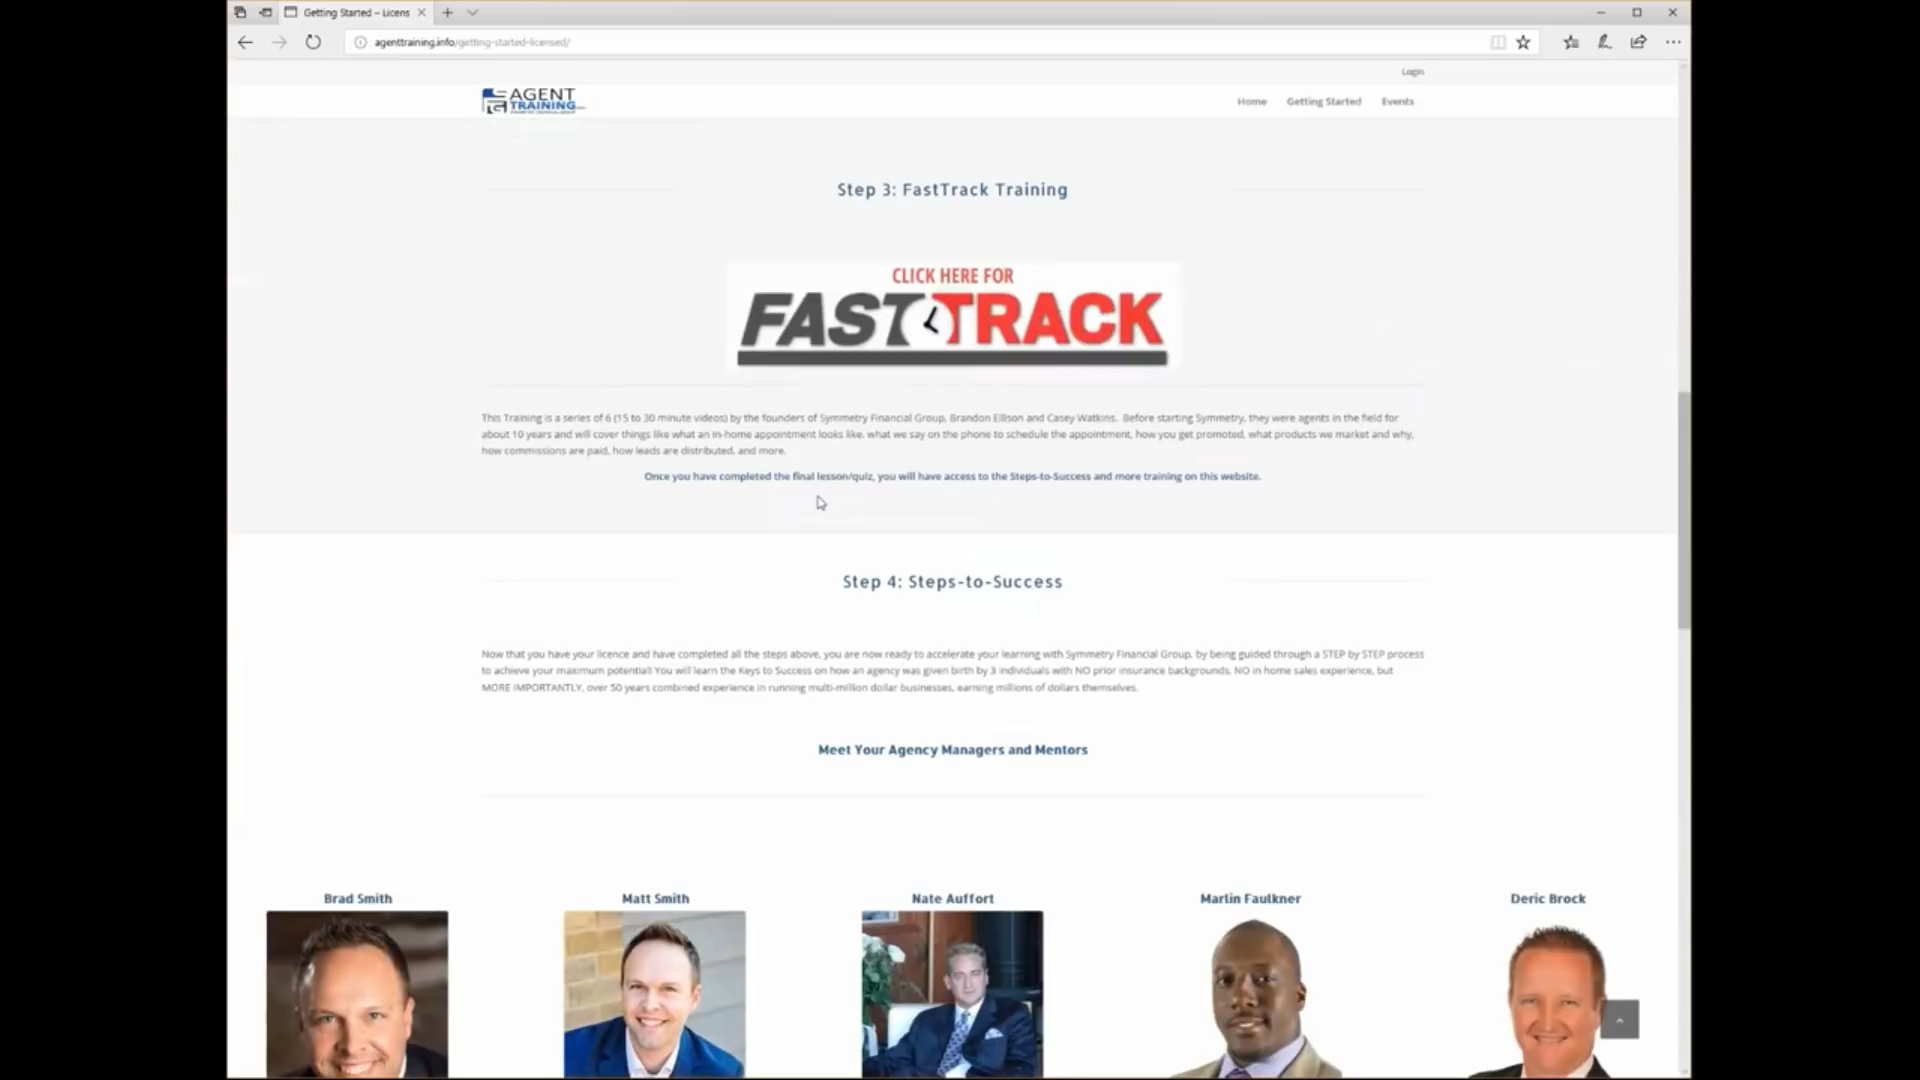 Getting Started – Licens
agenttraining.info/getting-started-licensed/
Login
AGENT
TRAINING
Home Getting Started Events
Step 3: FastTrack Training
CLICK HERE FOR
FAST TRACK
This Training is a series of 6 (15 to 30 minute videos) by the founders of Symmetry Financial Group, Brandon Ellison and Casey Watkins. Before starting Symmetry, they were agents in the field for
about 10 years and will cover things like what an in-home appointment looks like, what we say on the phone to schedule the appointment, how you get promoted, what products we market and why,
how commissions are paid, how leads are distributed, and more.
Once you have completed the final lesson/quiz, you will have access to the Steps-to-Success and more training on this website.
Step 4: Steps-to-Success
Now that you have your licence and have completed all the steps above, you are now ready to accelerate your learning with Symmetry Financial Group, by being guided through a STEP by STEP process
to achieve your maximum potential! You will learn the Keys to Success on how an agency was given birth by 3 individuals with NO prior insurance backgrounds, NO in home sales experience, but
MORE IMPORTANTLY, over 50 years combined experience in running multi-million dollar businesses, earning millions of dollars themselves.
Meet Your Agency Managers and Mentors
Brad Smith Matt Smith Nate Auffort Marlin Faulkner Deric Brock